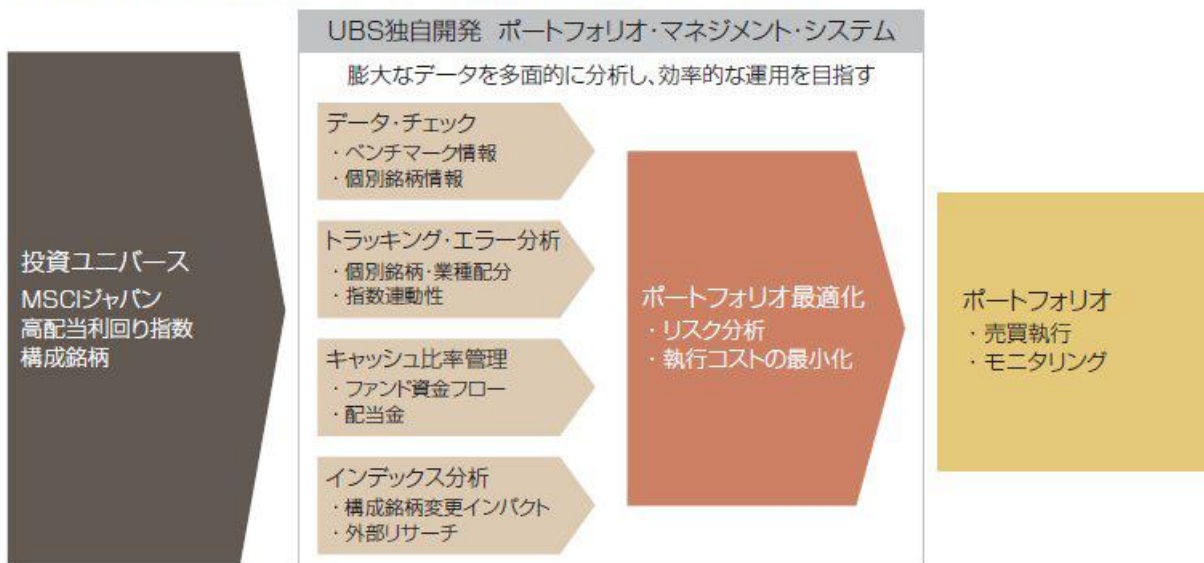 UBS独自開発 ポートフォリオ・マネジメント・システム
膨大なデータを多面的に分析し、効率的な運用を目指す
投資ユニバース
MSCIジャパン
高配当利回り指数
構成銘柄
データ・チェック
・ベンチマーク情報
・個別銘柄情報
トラッキング・エラー分析
・個別銘柄・業種配分
・指数連動性
キャッシュ比率管理
・ファンド資金フロー
・配当金
インデックス分析
・構成銘柄変更インパクト
・外部リサーチ
ポートフォリオ最適化
・リスク分析
・執行コストの最小化
ポートフォリオ
・売買執行
・モニタリング